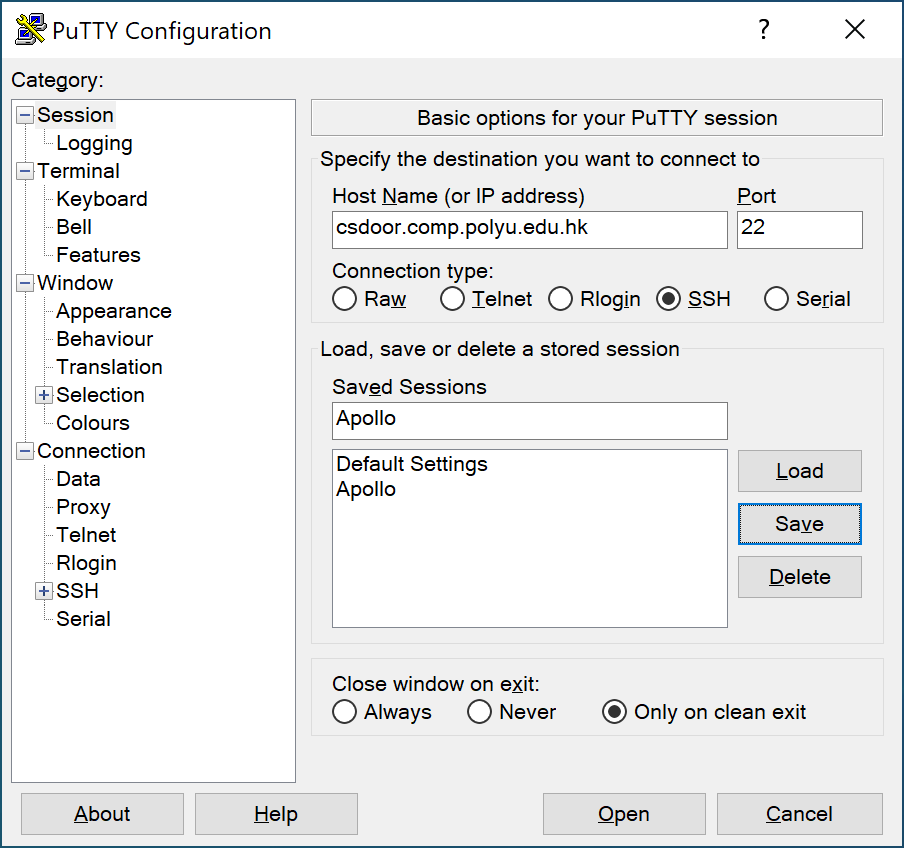 PuTTY Configuration
?
Category:
Session
Logging
Terminal
Keyboard
Bell
Features
Window
Appearance
Behaviour
Translation
Selection
Colours
Connection
Data
Proxy
Telnet
Rlogin
SSH
Serial
Basic options for your PuTTY session
Specify the destination you want to connect to
Host Name (or IP address) Port
csdoor.comp.polyu.edu.hk 22
Connection type:
Raw Telnet Rlogin SSH Serial
Load, save or delete a stored session
Saved Sessions
Apollo
Default Settings
Apollo
Load
Save
Delete
Close window on exit:
Always Never Only on clean exit
About Help Open Cancel